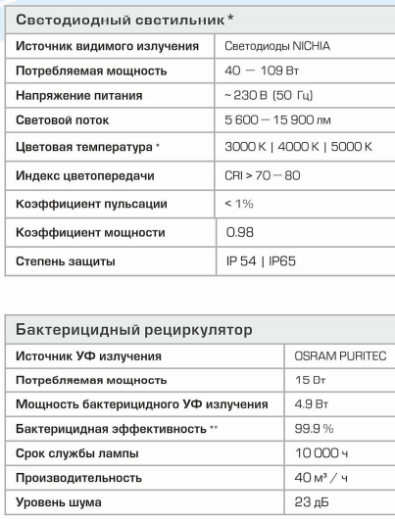 Светодиодный светильник*
Источник видимого излучения Светодиоды NICHIA
Потребляемая мощность 40 – 109 Вт
Напряжение питания ~230 В (50 Гц)
Световой поток 5 600 – 15 900 лм
Цветовая температура * 3000 К | 4000 К | 5000 К
Индекс цветопередачи CRI > 70 – 80
Коэффициент пульсации < 1%
Коэффициент мощности 0.98
Степень защиты IP 54 | IP65
Бактерицидный рециркулятор
Источник УФ излучения OSRAM PURITEC
Потребляемая мощность 15 Вт
Мощность бактерицидного УФ излучения 4.9 Вт
Бактерицидная эффективность ** 99.9 %
Срок службы лампы 10 000 ч
Производительность 40 м³ / ч
Уровень шума 23 дБ